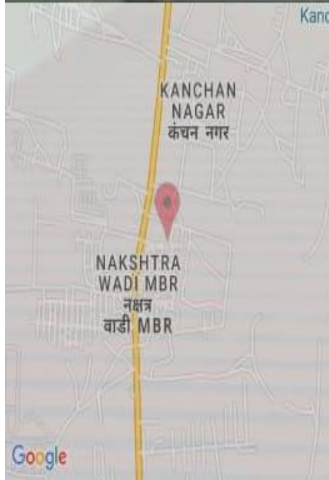 Kanc
KANCHAN
NAGAR
कंचन नगर
NAKSHTRA
WADI MBR
नक्षत्र
वाडी MBR
Google